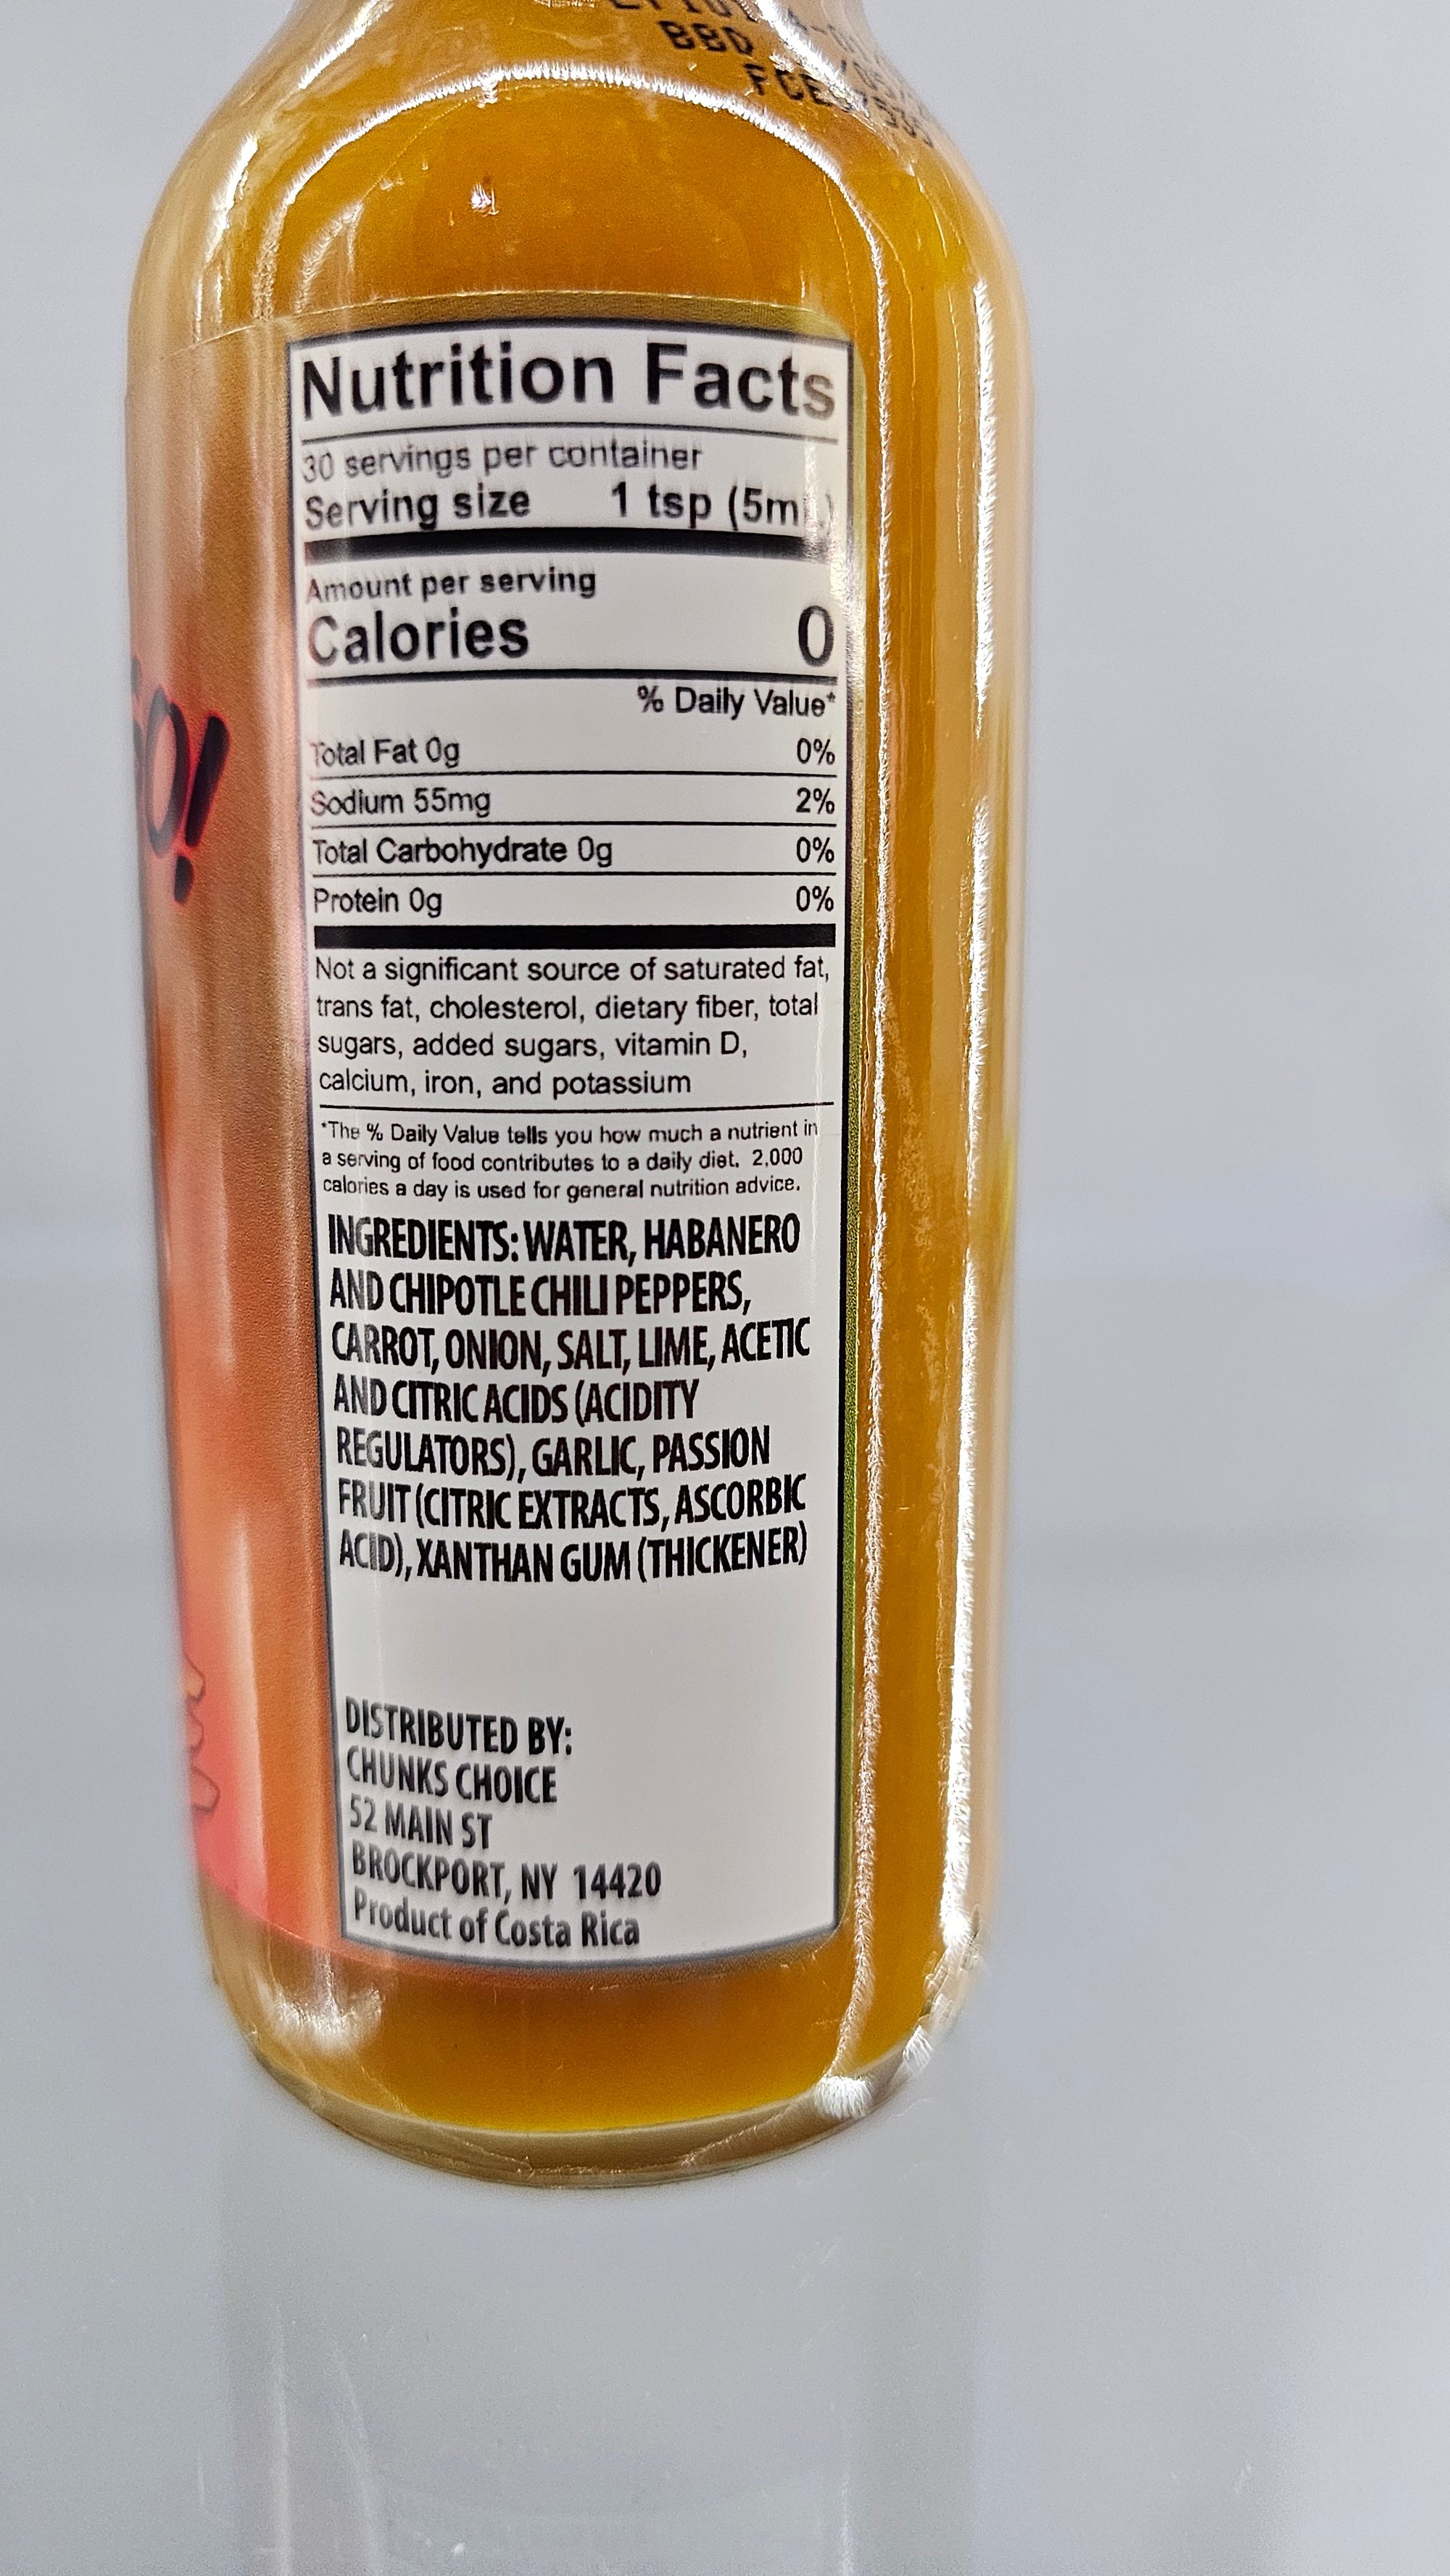 BBD
Nutrition Facts
30 servings per container
Serving size 1 tsp (5mL)
Amount per serving
Calories 0
% Daily Value*
Total Fat 0g 0%
Sodium 55mg 2%
Total Carbohydrate 0g 0%
Protein 0g 0%
Not a significant source of saturated fat,
trans fat, cholesterol, dietary fiber, total
sugars, added sugars, vitamin D,
calcium, iron, and potassium
*The % Daily Value tells you how much a nutrient in
a serving of food contributes to a daily diet. 2,000
calories a day is used for general nutrition advice.
INGREDIENTS: WATER, HABANERO
AND CHIPOTLE CHILI PEPPERS,
CARROT, ONION, SALT, LIME, ACETIC
AND CITRIC ACIDS (ACIDITY
REGULATORS), GARLIC, PASSION
FRUIT (CITRIC EXTRACTS, ASCORBIC
ACID), XANTHAN GUM (THICKENER)
DISTRIBUTED BY:
CHUNKS CHOICE
52 MAIN ST
BROCKPORT, NY 14420
Product of Costa Rica